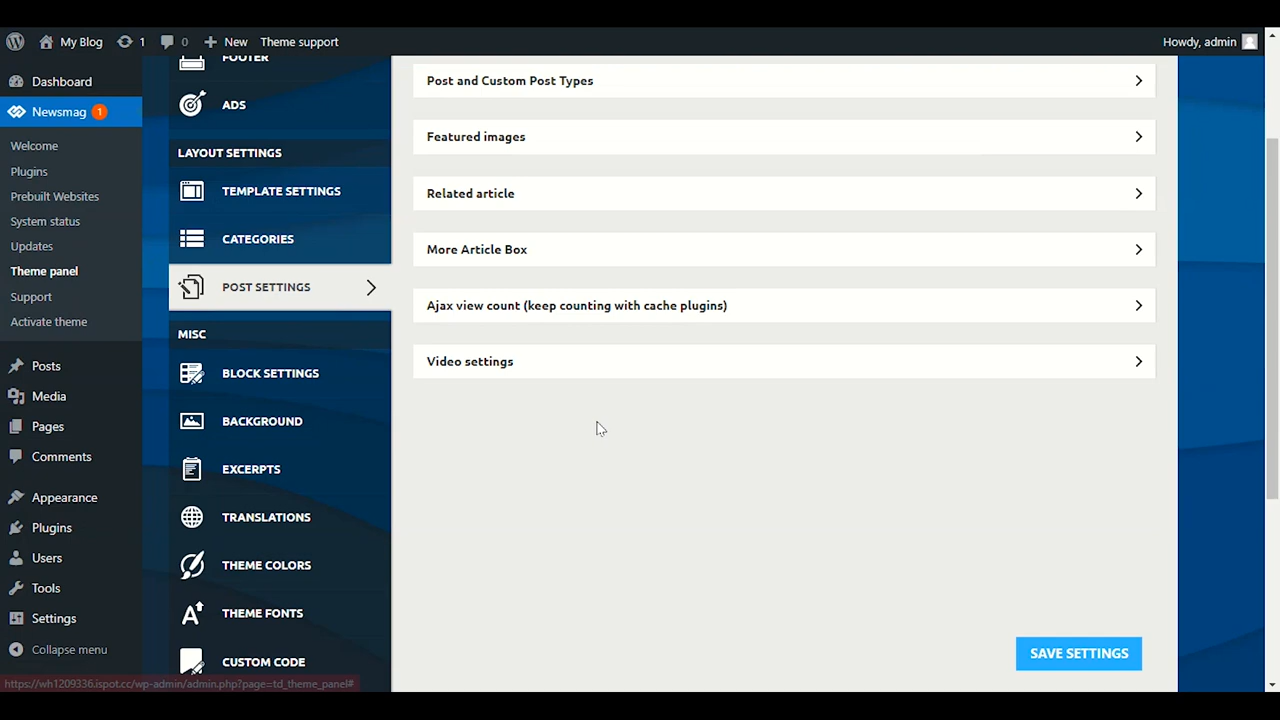 My Blog
1
0
New
Theme support
Howdy, admin
Dashboard
Newsmag 1
Welcome
Plugins
Prebuilt Websites
System status
Updates
Theme panel
Support
Activate theme
Posts
Media
Pages
Comments
Appearance
Plugins
Users
Tools
Settings
Collapse menu
FOOTER
ADS
LAYOUT SETTINGS
TEMPLATE SETTINGS
CATEGORIES
POST SETTINGS
MISC
BLOCK SETTINGS
BACKGROUND
EXCERPTS
TRANSLATIONS
THEME COLORS
THEME FONTS
CUSTOM CODE
Post and Custom Post Types
Featured images
Related article
More Article Box
Ajax view count (keep counting with cache plugins)
Video settings
SAVE SETTINGS
https://wh1209336.ispot.cc/wp-admin/admin.php?page=td_theme_panel#